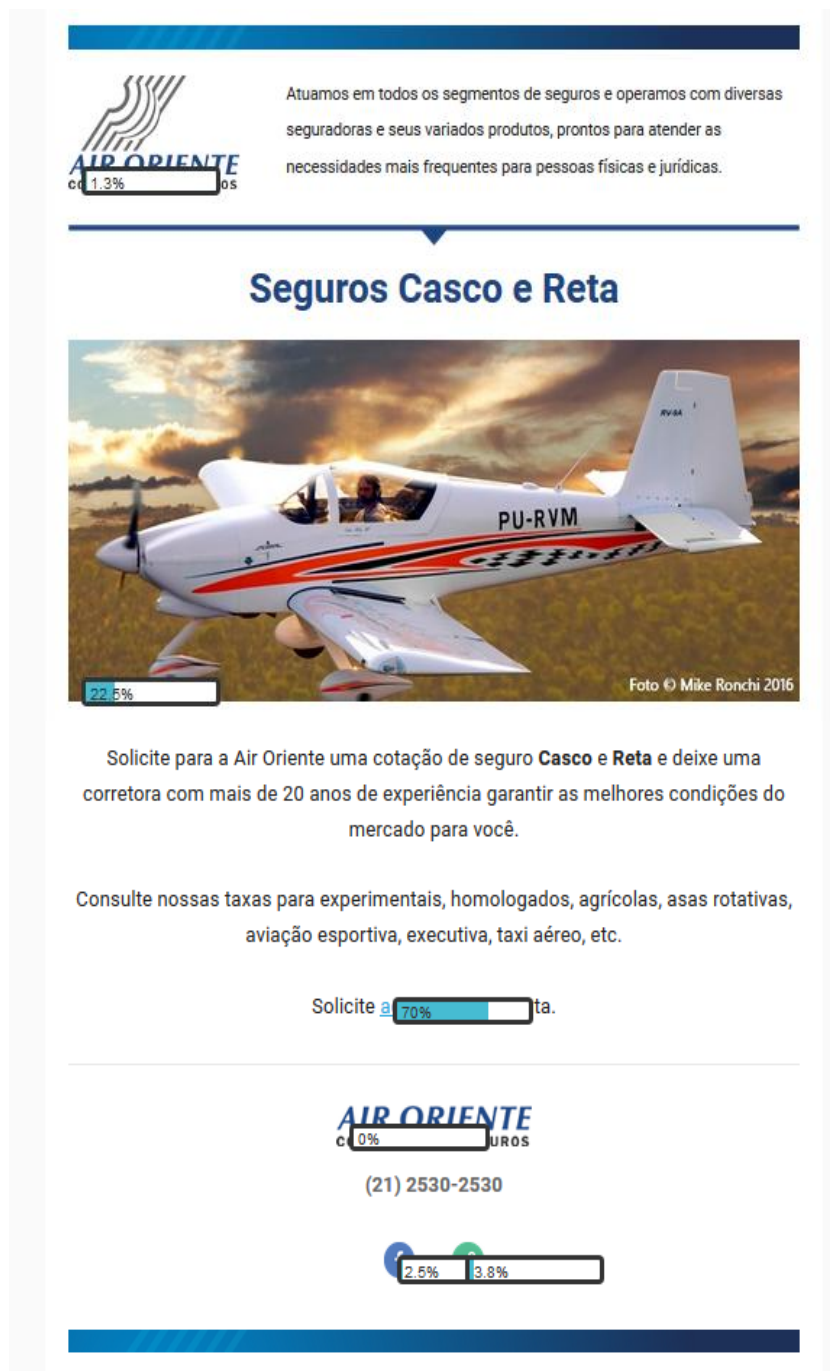 Atuamos em todos os segmentos de seguros e operamos com diversas
seguradoras e seus variados produtos, prontos para atender as
necessidades mais frequentes para pessoas físicas e jurídicas.
AIR ORIENTE
1.3%
OS
Seguros Casco e Reta
RV-9A
PU-RVM
Foto © Mike Ronchi 2016
22.5%
Solicite para a Air Oriente uma cotação de seguro Casco e Reta e deixe uma
corretora com mais de 20 anos de experiência garantir as melhores condições do
mercado para você.
Consulte nossas taxas para experimentais, homologados, agrícolas, asas rotativas,
aviação esportiva, executiva, taxi aéreo, etc.
Solicite a 70% ta.
AIR ORIENTE
0% UROS
(21) 2530-2530
2.5% 3.8%